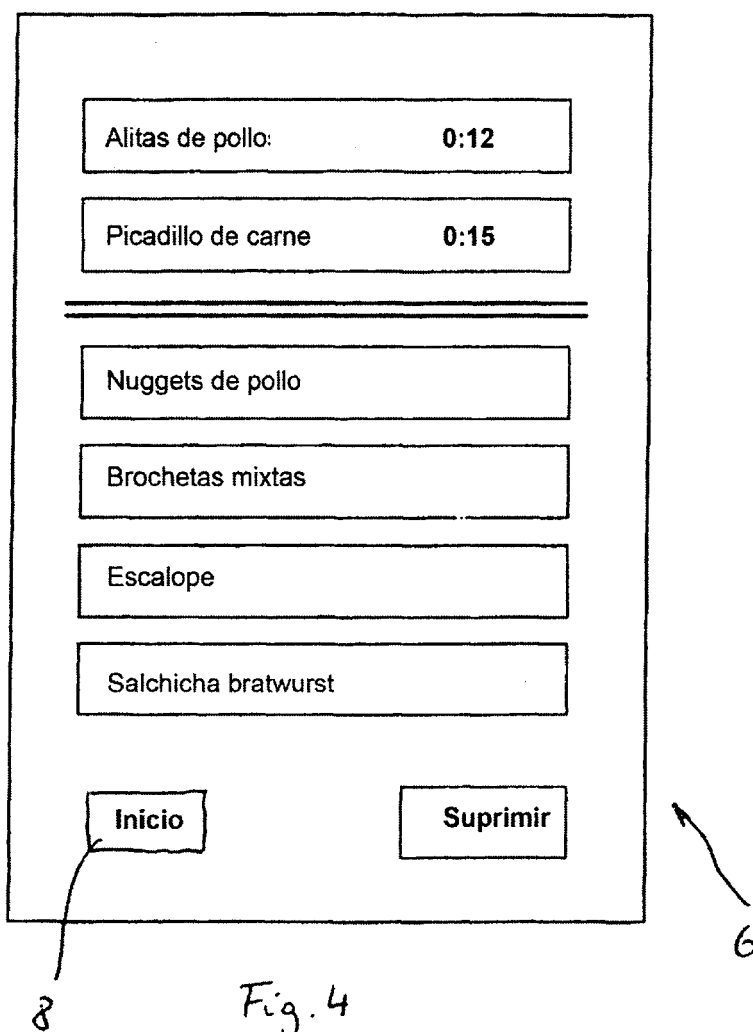 Alitas de pollo: 0:12
Picadillo de carne 0:15
Nuggets de pollo
Brochetas mixtas
Escalope
Salchicha bratwurst
Inicio Suprimir
6
8
Fig. 4